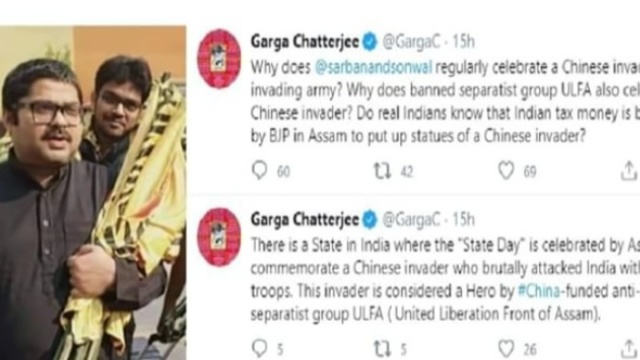 Garga Chatterjee @GargaC · 15h
Why does @sarbanandsonwal regularly celebrate a Chinese
invading army? Why does banned separatist group ULFA also
Chinese invader? Do real Indians know that Indian tax money is
by BJP in Assam to put up statues of a Chinese invader?
60 42 69
Garga Chatterjee @GargaC · 15h
There is a State in India where the "State Day" is celebrated by
commemorate a Chinese invader who brutally attacked India
troops. This invader is considered a Hero by #China-funded anti-
separatist group ULFA ( United Liberation Front of Assam).
5 5 26